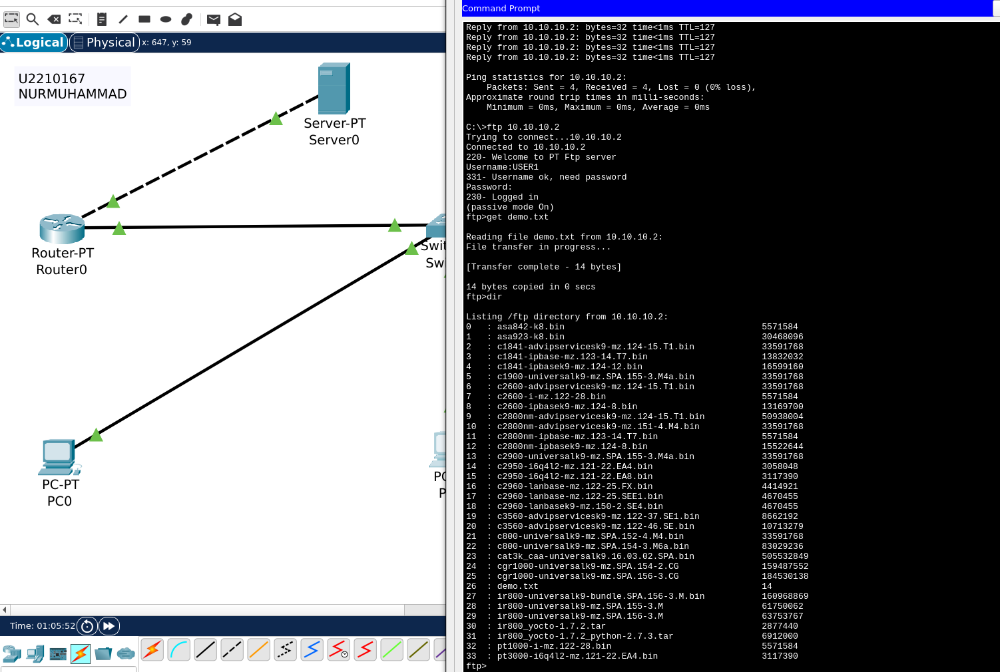 Logical
Physical
x: 647, y: 59
U2210167
NURMUHAMMAD
Server-PT
Server0
Router-PT
Router0
Swit
Sw
PC-PT
PC0
PC
P
Time: 01:05:52
Command Prompt
Reply from 10.10.10.2: bytes=32 time<1ms TTL=127
Reply from 10.10.10.2: bytes=32 time<1ms TTL=127
Reply from 10.10.10.2: bytes=32 time<1ms TTL=127
Reply from 10.10.10.2: bytes=32 time<1ms TTL=127
Ping statistics for 10.10.10.2:
Packets: Sent = 4, Received = 4, Lost = 0 (0% loss),
Approximate round trip times in milli-seconds:
Minimum = 0ms, Maximum = 0ms, Average = 0ms
C:\>ftp 10.10.10.2
Trying to connect...10.10.10.2
Connected to 10.10.10.2
220- Welcome to PT Ftp server
Username:USER1
331- Username ok, need password
Password:
230- Logged in
(passive mode On)
ftp>get demo.txt
Reading file demo.txt from 10.10.10.2:
File transfer in progress...
[Transfer complete - 14 bytes]
14 bytes copied in 0 secs
ftp>dir
Listing /ftp directory from 10.10.10.2:
0 : asa842-k8.bin 5571584
1 : asa923-k8.bin 30468096
2 : c1841-advipservicesk9-mz.124-15.T1.bin 33591768
3 : c1841-ipbase-mz.123-14.T7.bin 13832032
4 : c1841-ipbasek9-mz.124-12.bin 16599160
5 : c1900-universalk9-mz.SPA.155-3.M4a.bin 33591768
6 : c2600-advipservicesk9-mz.124-15.T1.bin 33591768
7 : c2600-i-mz.122-28.bin 5571584
8 : c2600-ipbasek9-mz.124-8.bin 13169700
9 : c2800nm-advipservicesk9-mz.124-15.T1.bin 50938004
10 : c2800nm-advipservicesk9-mz.151-4.M4.bin 33591768
11 : c2800nm-ipbase-mz.123-14.T7.bin 5571584
12 : c2800nm-ipbasek9-mz.124-8.bin 15522644
13 : c2900-universalk9-mz.SPA.155-3.M4a.bin 33591768
14 : c2950-i6q4l2-mz.121-22.EA4.bin 3058048
15 : c2950-i6q4l2-mz.121-22.EA8.bin 3117390
16 : c2960-lanbase-mz.122-25.FX.bin 4414921
17 : c2960-lanbase-mz.122-25.SEE1.bin 4670455
18 : c2960-lanbasek9-mz.150-2.SE4.bin 4670455
19 : c3560-advipservicesk9-mz.122-37.SE1.bin 8662192
20 : c3560-advipservicesk9-mz.122-46.SE.bin 10713279
21 : c800-universalk9-mz.SPA.152-4.M4.bin 33591768
22 : c800-universalk9-mz.SPA.154-3.M6a.bin 83029236
23 : cat3k_caa-universalk9.16.03.02.SPA.bin 505532849
24 : cgr1000-universalk9-mz.SPA.154-2.CG 159487552
25 : cgr1000-universalk9-mz.SPA.156-3.CG 184530138
26 : demo.txt 14
27 : ir800-universalk9-bundle.SPA.156-3.M.bin 160968869
28 : ir800-universalk9-mz.SPA.155-3.M 61750062
29 : ir800-universalk9-mz.SPA.156-3.M 63753767
30 : ir800_yocto-1.7.2.tar 2877440
31 : ir800_yocto-1.7.2_python-2.7.3.tar 6912000
32 : pt1000-i-mz.122-28.bin 5571584
33 : pt3000-i6q4l2-mz.121-22.EA4.bin 3117390
ftp>